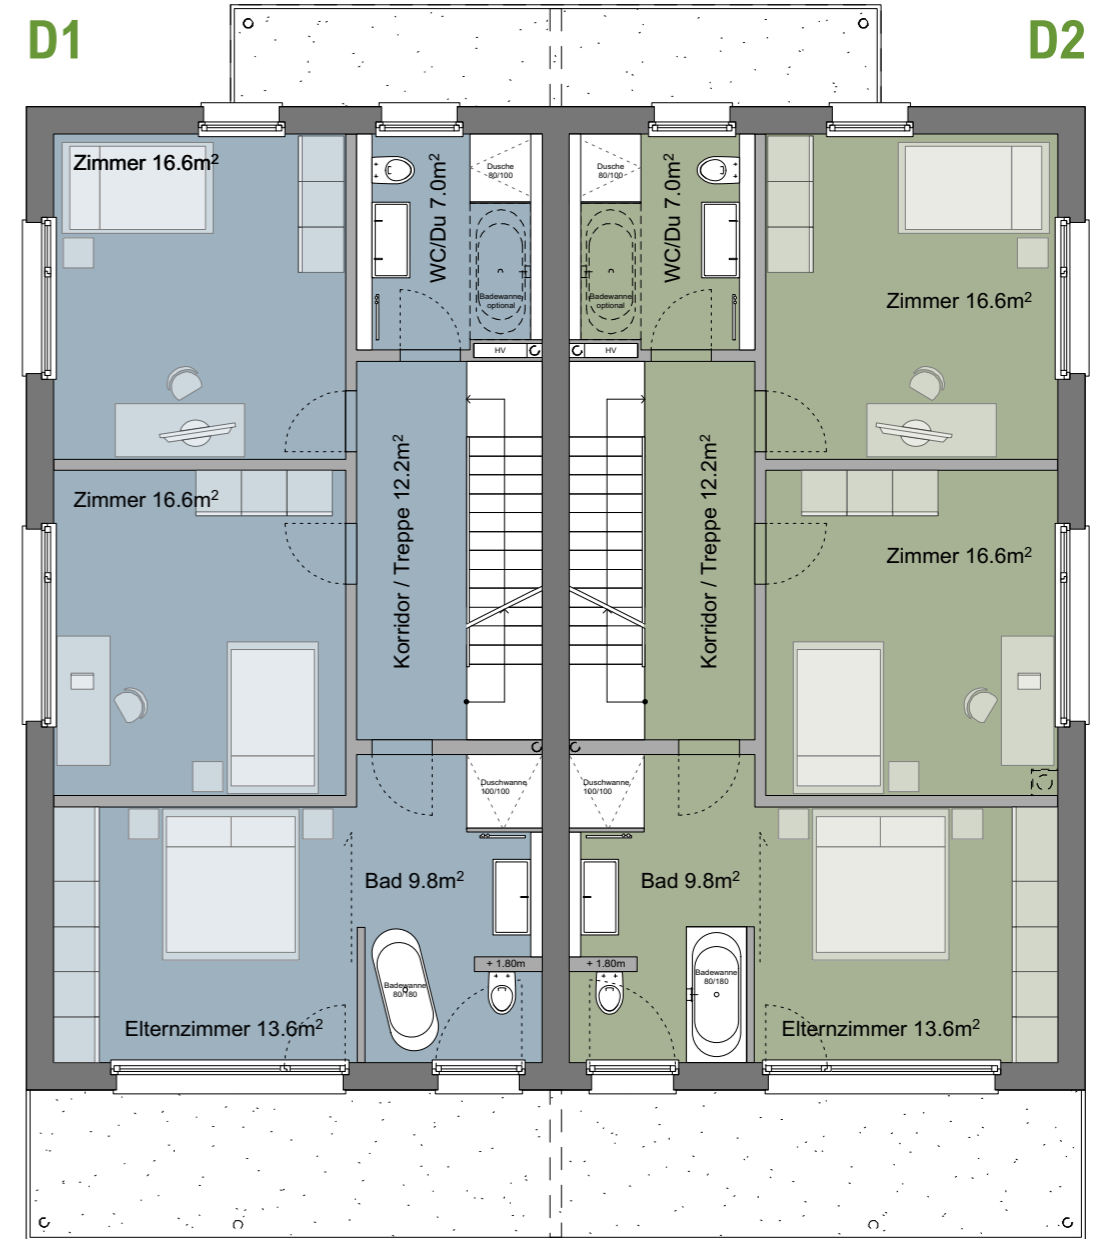 D1
D2
Zimmer 16.6m²
WC/Du 7.0m²
Dusche
80/100
Dusche
80/100
WC/Du 7.0m²
Zimmer 16.6m²
Badewanne
optional
Badewanne
optional
HV
HV
Zimmer 16.6m²
Korridor / Treppe 12.2m²
Korridor / Treppe 12.2m²
Zimmer 16.6m²
Duschwanne
100/100
Duschwanne
100/100
Bad 9.8m²
Bad 9.8m²
+ 1.80m
+ 1.80m
Badewanne
80/180
Badewanne
80/180
Elternzimmer 13.6m²
Elternzimmer 13.6m²